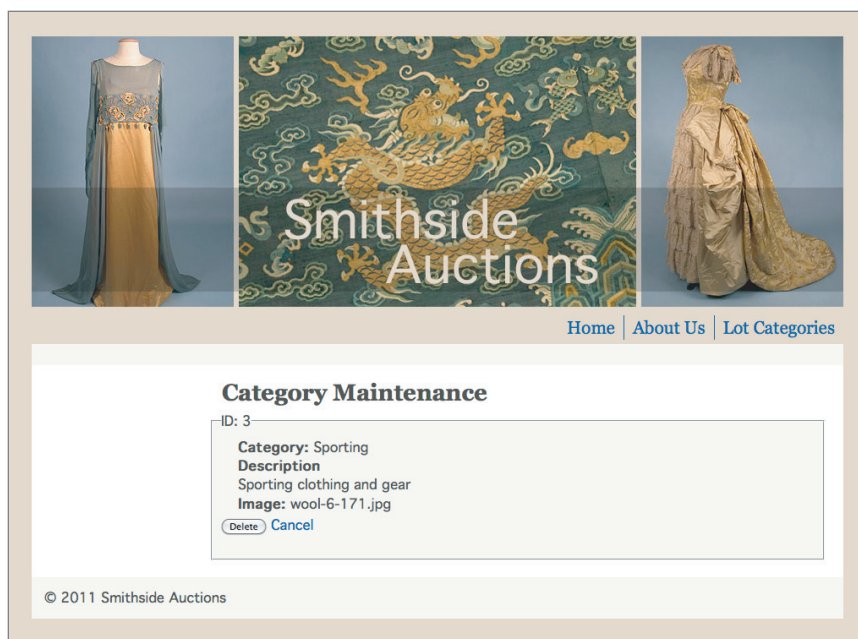 Smithside
Auctions
Home About Us Lot Categories
Category Maintenance
ID: 3
Category: Sporting
Description
Sporting clothing and gear
Image: wool-6-171.jpg
Delete Cancel
© 2011 Smithside Auctions